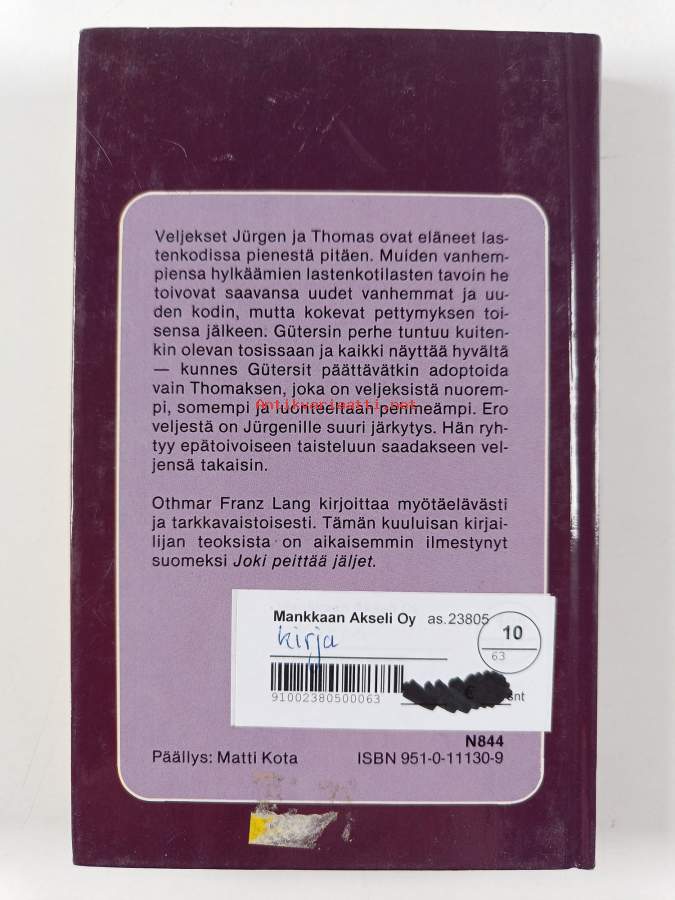 Veljekset Jürgen ja Thomas ovat eläneet las-
tenkodissa pienestä pitäen. Muiden vanhem-
piensa hylkäämien lastenkotilasten tavoin he
toivovat saavansa uudet vanhemmat ja uu-
den kodin, mutta kokevat pettymyksen toi-
sensa jälkeen. Gütersin perhe tuntuu kuiten-
kin olevan tosissaan ja kaikki näyttää hyvältä
— kunnes Gütersit päättävätkin adoptoida
vain Thomaksen, joka on veljeksistä nuorem-
pi, somempi ja luonteeltaan pehmeämpi. Ero
Antikvariaatti.net
veljestä on Jürgenille suuri järkytys. Hän ryh-
tyy epätoivoiseen taisteluun saadakseen vel-
jensä takaisin.
Othmar Franz Lang kirjoittaa myötäelävästi
ja tarkkavaistoisesti. Tämän kuuluisan kirjai-
lijan teoksista on aikaisemmin ilmestynyt
suomeksi Joki peittää jäljet.
Mankkaan Akseli Oy as.23805
10
63
kirja
91002380500063
€ snt
N844
Päällys: Matti Kota ISBN 951-0-11130-9